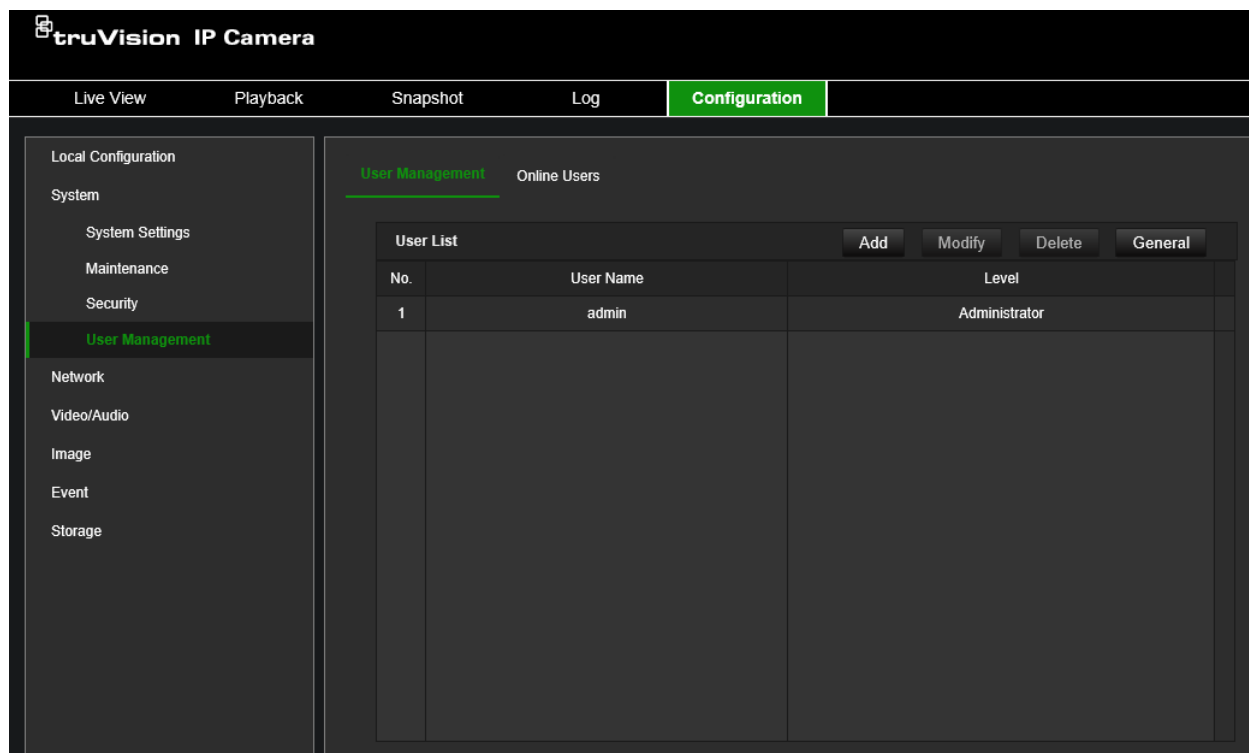 truVision IP Camera
Live View Playback Snapshot Log Configuration
Local Configuration
System
System Settings
Maintenance
Security
User Management
Network
Video/Audio
Image
Event
Storage
User Management Online Users
User List Add Modify Delete General
No. User Name Level
1 admin Administrator